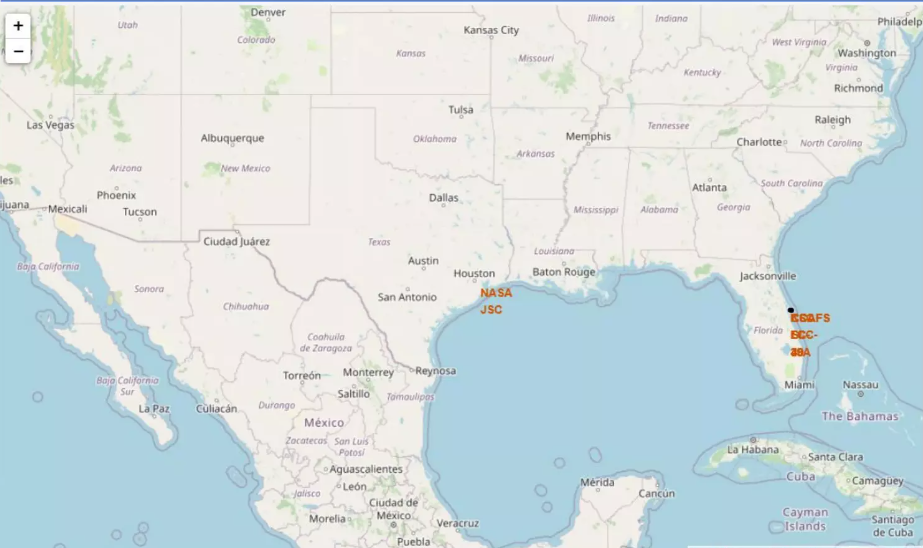 +
−
Denver
Utah
Colorado
Kansas City
Kansas
Missouri
Illinois
Indiana
West Virginia
Philadelp
Washington
Virginia
Kentucky
Richmond
Las Vegas
Albuquerque
New Mexico
Arizona
Phoenix
Tucson
Tulsa
Oklahoma
Memphis
Tennessee
Arkansas
Charlotte
Raleigh
North Carolina
South Carolina
Atlanta
Georgia
Alabama
Mississippi
les
ijuana
Mexicali
Dallas
Texas
Louisiana
Ciudad Juárez
Austin
Houston
Baton Rouge
San Antonio
Jacksonville
NASA
JSC
Florida
Miami
Nassau
The Bahamas
Baja California
Sonora
Chihuahua
Coahuila
de Zaragoza
Torreón
Monterrey
Reynosa
Saltillo
Tamaulipas
Baja California
Sur
La Paz
Culiacán
Durango
México
Zacatecas
San Luis
Potosí
Aguascalientes
León
Jalisco
Ciudad de
México
Morelia
Puebla
Veracruz
Mérida
Cancún
La Habana
Santa Clara
Cuba
Camagüey
Cayman
Islands
Santiago
de Cuba